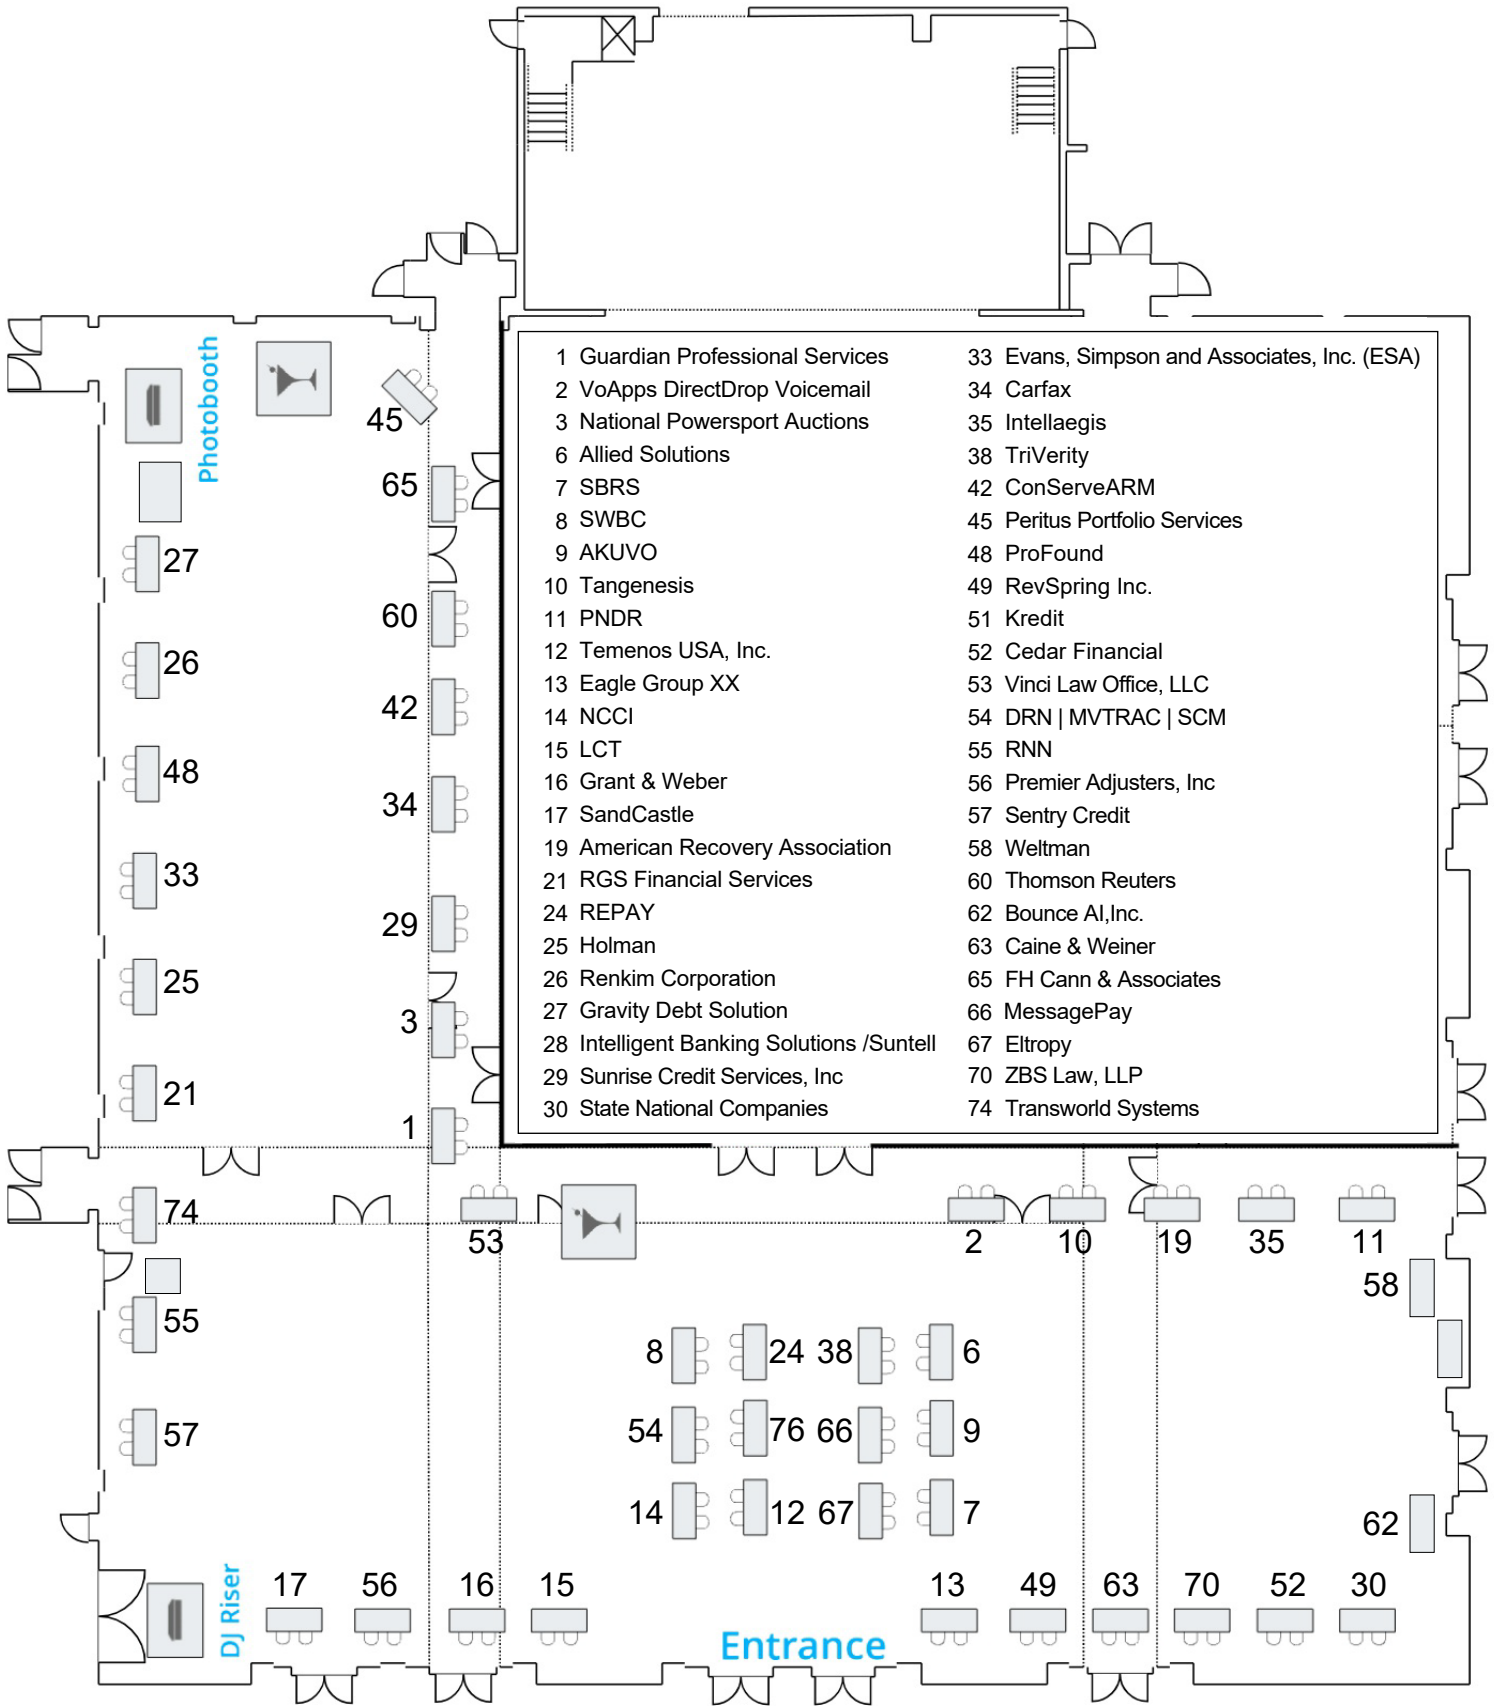 Photobooth
45
65
27
60
26
42
48
34
33
29
25
3
21
1
1 Guardian Professional Services
2 VoApps DirectDrop Voicemail
3 National Powersport Auctions
6 Allied Solutions
7 SBRS
8 SWBC
9 AKUVO
10 Tangenesis
11 PNDR
12 Temenos USA, Inc.
13 Eagle Group XX
14 NCCI
15 LCT
16 Grant & Weber
17 SandCastle
19 American Recovery Association
21 RGS Financial Services
24 REPAY
25 Holman
26 Renkim Corporation
27 Gravity Debt Solution
28 Intelligent Banking Solutions /Suntell
29 Sunrise Credit Services, Inc
30 State National Companies
33 Evans, Simpson and Associates, Inc. (ESA)
34 Carfax
35 Intellaegis
38 TriVerity
42 ConServeARM
45 Peritus Portfolio Services
48 ProFound
49 RevSpring Inc.
51 Kredit
52 Cedar Financial
53 Vinci Law Office, LLC
54 DRN | MVTRAC | SCM
55 RNN
56 Premier Adjusters, Inc
57 Sentry Credit
58 Weltman
60 Thomson Reuters
62 Bounce AI,Inc.
63 Caine & Weiner
65 FH Cann & Associates
66 MessagePay
67 Eltropy
70 ZBS Law, LLP
74 Transworld Systems
74
53 2 10 19 35 11
58
55
8 24 38 6
57
54 76 66 9
14 12 67 7
62
17 56 16 15 13 49 63 70 52 30
DJ Riser
Entrance